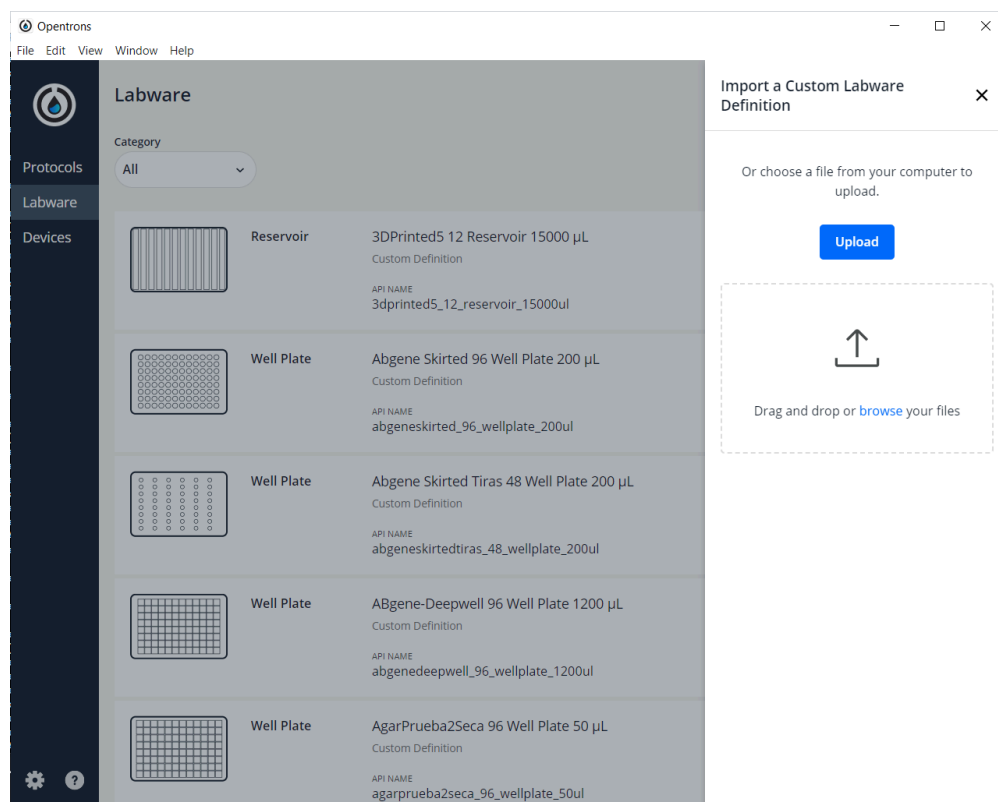 Opentrons
File Edit View Window Help
Protocols
Labware
Devices
Labware
Category
All
Reservoir
3DPrinted5 12 Reservoir 15000 µL
Custom Definition
API NAME
3dprinted5_12_reservoir_15000ul
Well Plate
Abgene Skirted 96 Well Plate 200 µL
Custom Definition
API NAME
abgeneskirted_96_wellplate_200ul
Well Plate
Abgene Skirted Tiras 48 Well Plate 200 µL
Custom Definition
API NAME
abgeneskirtedtiras_48_wellplate_200ul
Well Plate
ABgene-Deepwell 96 Well Plate 1200 µL
Custom Definition
API NAME
abgenedeepwell_96_wellplate_1200ul
Well Plate
AgarPrueba2Seca 96 Well Plate 50 µL
Custom Definition
API NAME
agarprueba2seca_96_wellplate_50ul
Import a Custom Labware
Definition
Or choose a file from your computer to
upload.
Upload
Drag and drop or browse your files